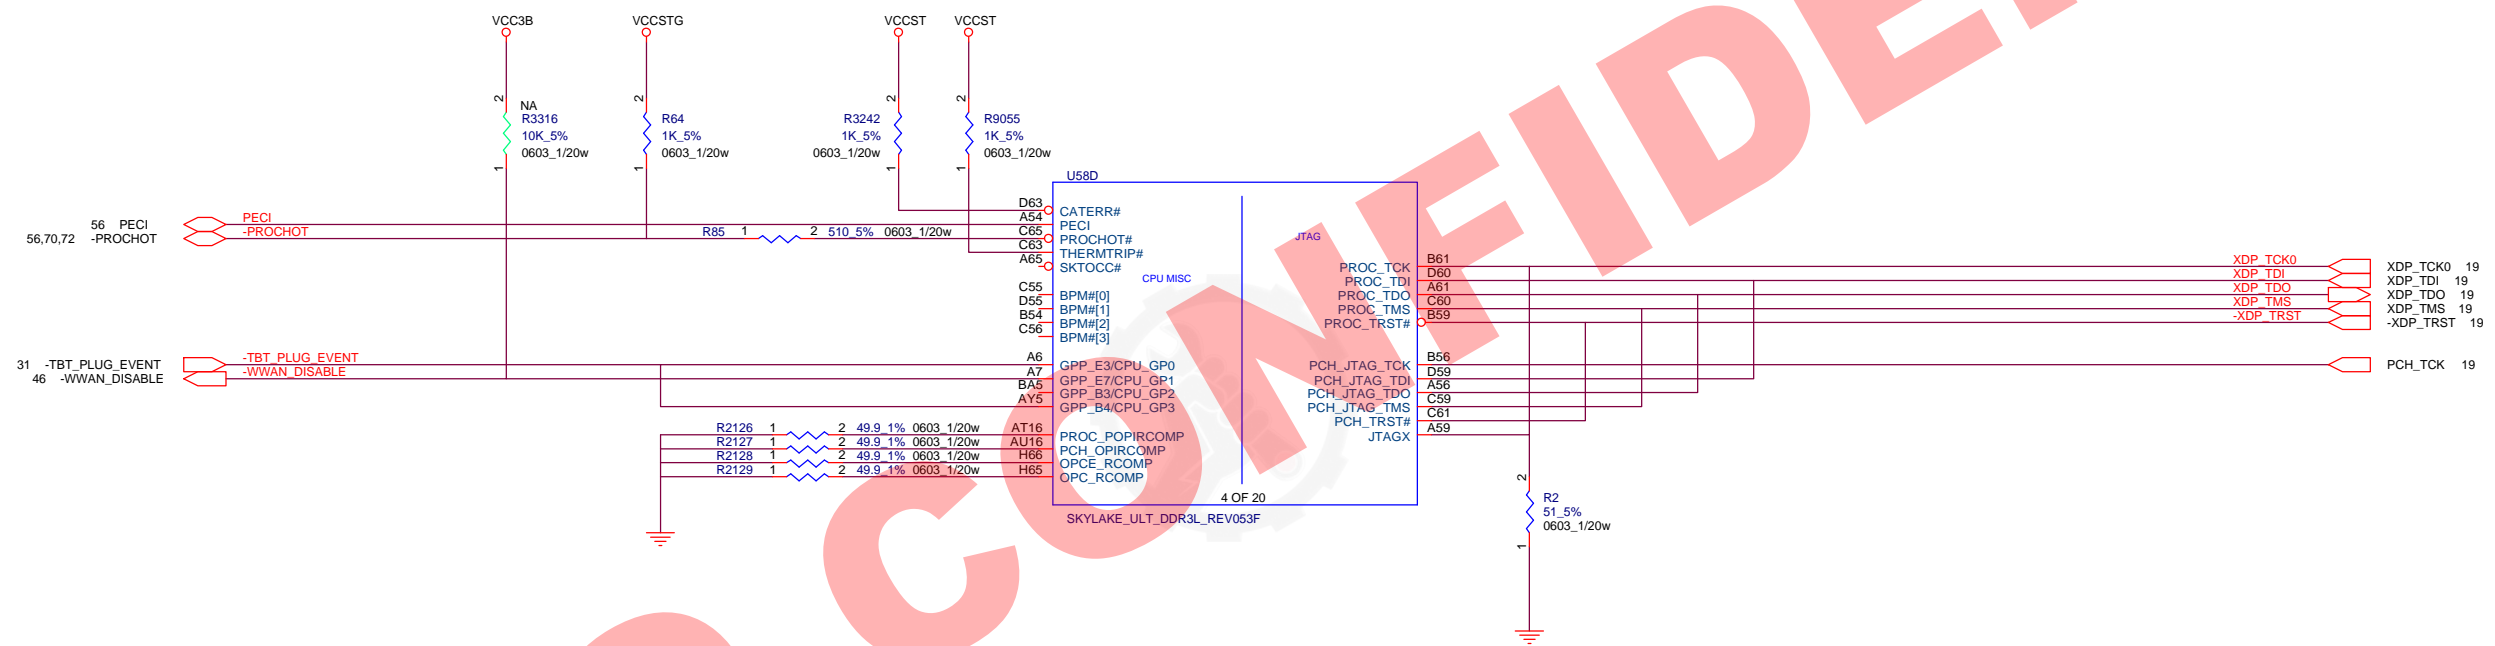 VCC3B
VCCSTG
VCCST
VCCST
2
NA
R3316
10K_5%
0603_1/20w
1
2
R64
1K_5%
0603_1/20w
1
2
R3242
1K_5%
0603_1/20w
1
2
R9055
1K_5%
0603_1/20w
1
U58D
56 PECI
PECI
56,70,72 -PROCHOT
-PROCHOT
R85 1 2 510_5% 0603_1/20w
D63 CATERR#
A54 PECI
C65 PROCHOT#
C63 THERMTRIP#
A65 SKTOCC#
CPU MISC
JTAG
C55 BPM#[0]
D55 BPM#[1]
B54 BPM#[2]
C56 BPM#[3]
31 -TBT_PLUG_EVENT
-TBT_PLUG_EVENT
46 -WWAN_DISABLE
-WWAN_DISABLE
A6 GPP_E3/CPU_GP0
A7 GPP_E7/CPU_GP1
BA5 GPP_B3/CPU_GP2
AY5 GPP_B4/CPU_GP3
R2126 1 2 49.9_1% 0603_1/20w AT16 PROC_POPIRCOMP
R2127 1 2 49.9_1% 0603_1/20w AU16 PCH_OPIRCOMP
R2128 1 2 49.9_1% 0603_1/20w H66 OPCE_RCOMP
R2129 1 2 49.9_1% 0603_1/20w H65 OPC_RCOMP
PROC_TCK B61 XDP_TCK0 XDP_TCK0 19
PROC_TDI D60 XDP_TDI XDP_TDI 19
PROC_TDO A61 XDP_TDO XDP_TDO 19
PROC_TMS C60 XDP_TMS XDP_TMS 19
PROC_TRST# B59 -XDP_TRST -XDP_TRST 19
PCH_JTAG_TCK B56 PCH_TCK 19
PCH_JTAG_TDI D59
PCH_JTAG_TDO A56
PCH_JTAG_TMS C59
PCH_TRST# C61
JTAGX A59
4 OF 20
SKYLAKE_ULT_DDR3L_REV053F
2
R2
51_5%
0603_1/20w
1
CONFIDE